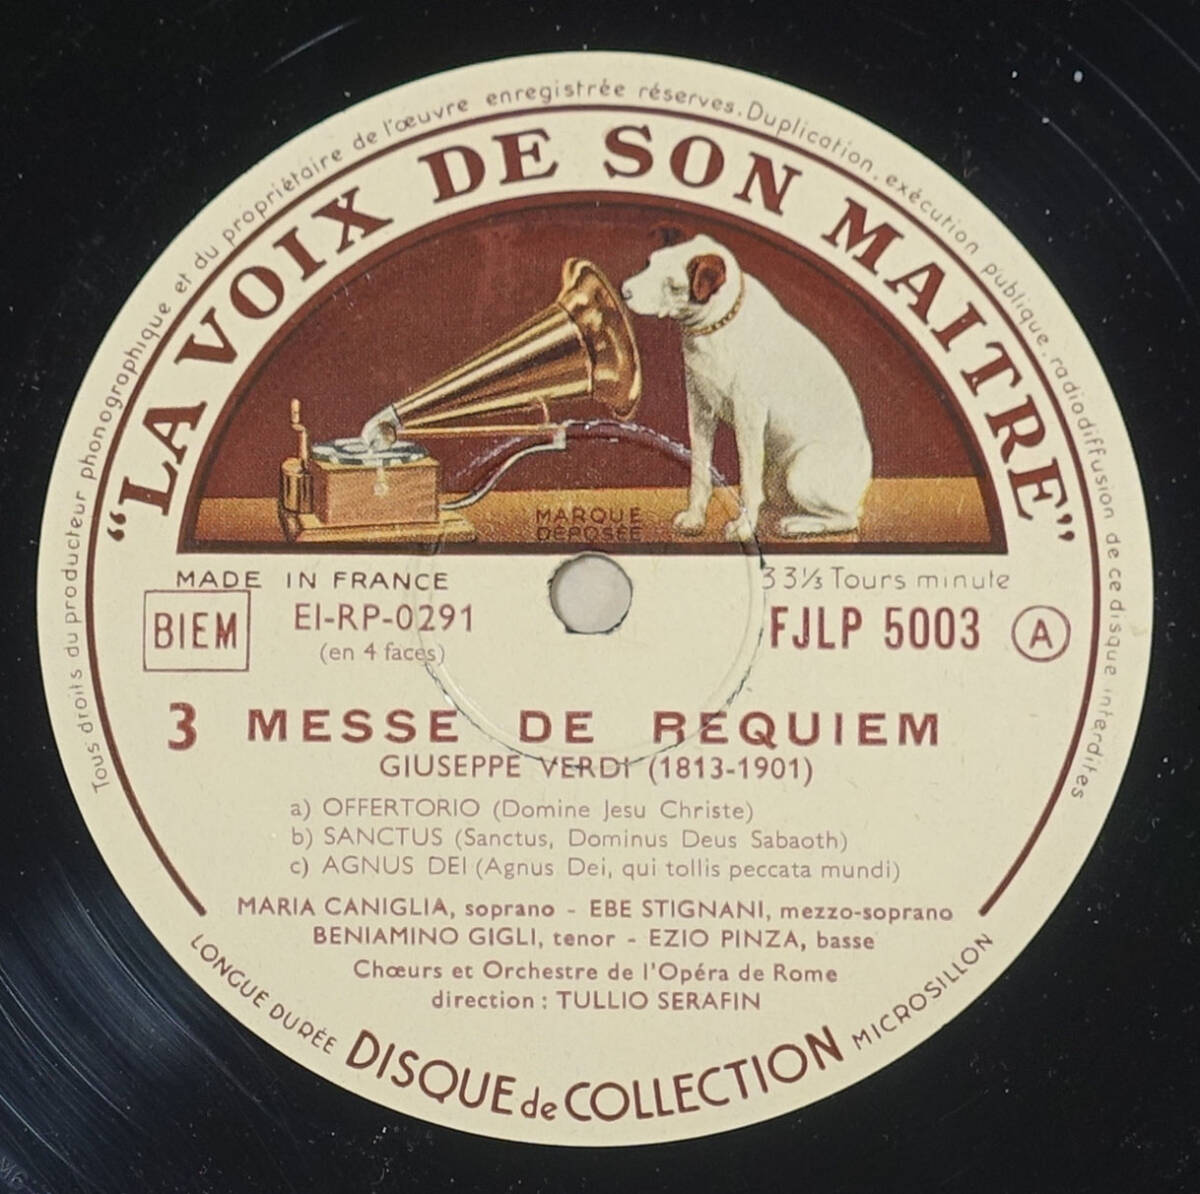 Tous droits du producteur phonographique et du propriétaire de l'œuvre enregistrée réserves. Duplication, exécution publique, radiodiffusion de ce disque interdites
“LA VOIX DE SON MAITRE”
MARQUE
DÉPOSÉE
MADE IN FRANCE
33⅓ Tours minute
BIEM
EI-RP-0291
(en 4 faces)
FJLP 5003
A
3 MESSE DE REQUIEM
GIUSEPPE VERDI (1813-1901)
a) OFFERTORIO (Domine Jesu Christe)
b) SANCTUS (Sanctus, Dominus Deus Sabaoth)
c) AGNUS DEI (Agnus Dei, qui tollis peccata mundi)
MARIA CANIGLIA, soprano - EBE STIGNANI, mezzo-soprano
BENIAMINO GIGLI, tenor - EZIO PINZA, basse
Chœurs et Orchestre de l'Opéra de Rome
direction : TULLIO SERAFIN
LONGUE DURÉE DISQUE de COLLECTION MICROSILLON